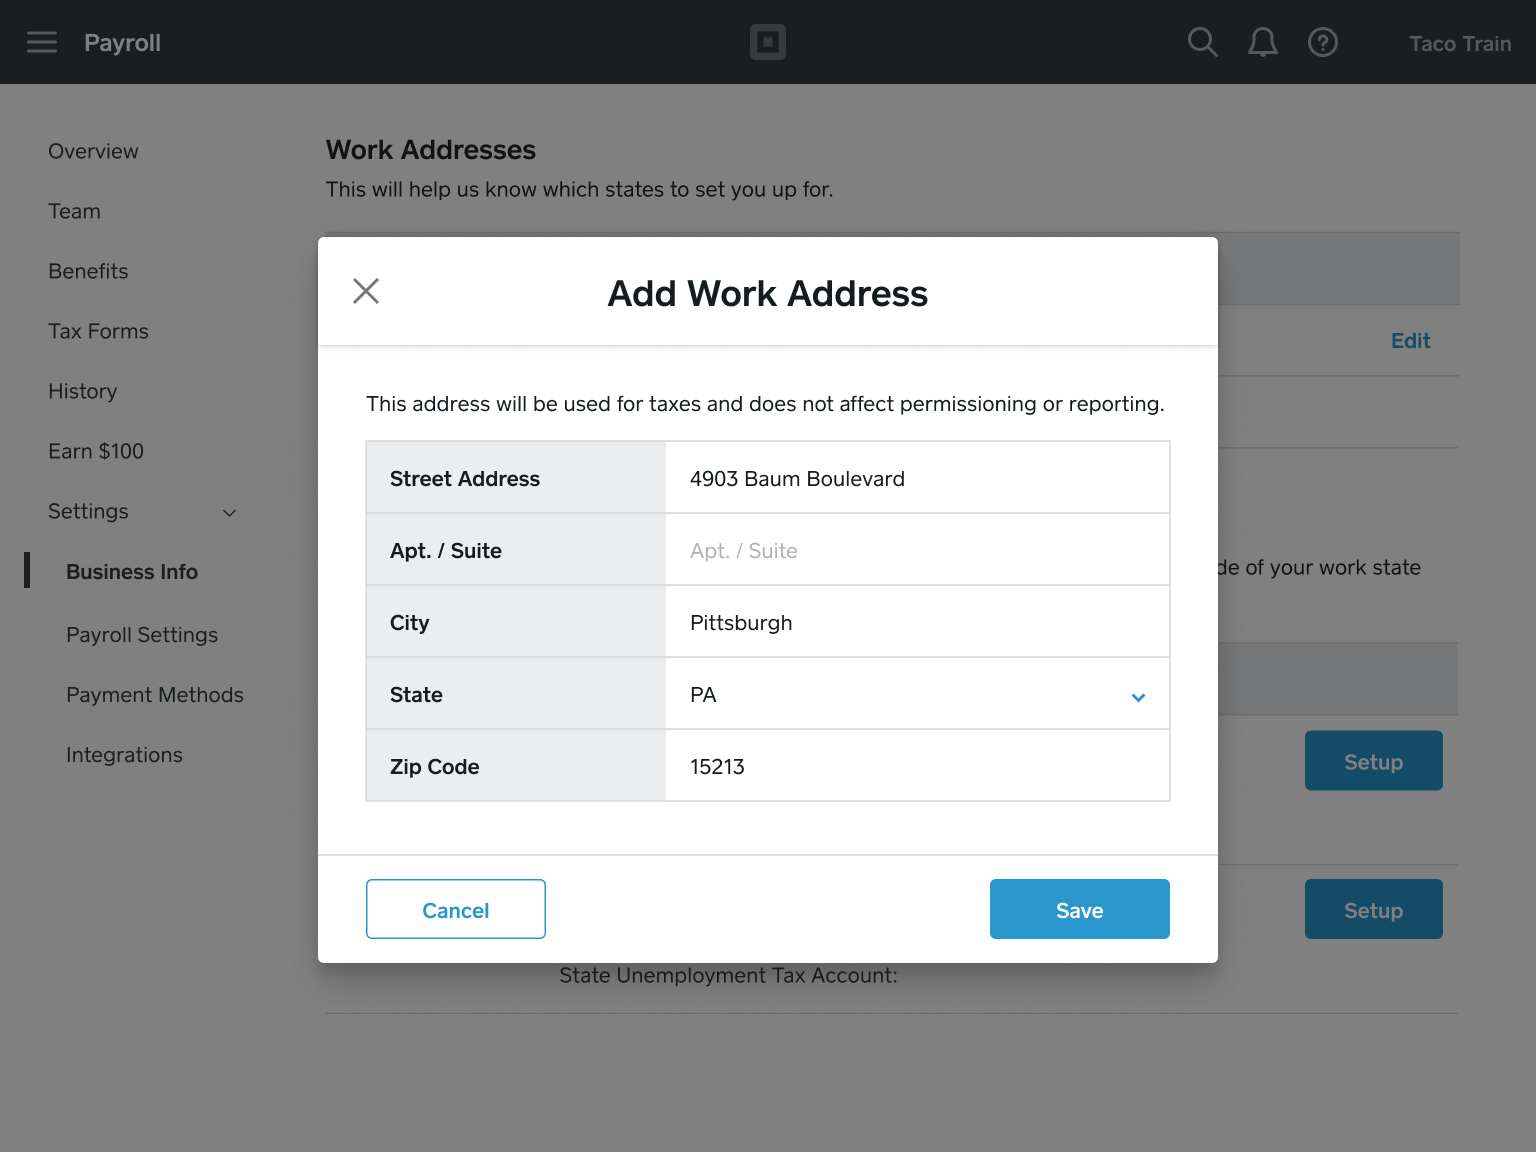 Payroll
Taco Train
Overview
Team
Benefits
Tax Forms
History
Earn $100
Settings
Business Info
Payroll Settings
Payment Methods
Integrations
Work Addresses
This will help us know which states to set you up for.
Edit
Add Work Address
This address will be used for taxes and does not affect permissioning or reporting.
Street Address 4903 Baum Boulevard
Apt. / Suite Apt. / Suite
City Pittsburgh
State PA
Zip Code 15213
Cancel Save
of your work state
Setup
Setup
State Unemployment Tax Account: